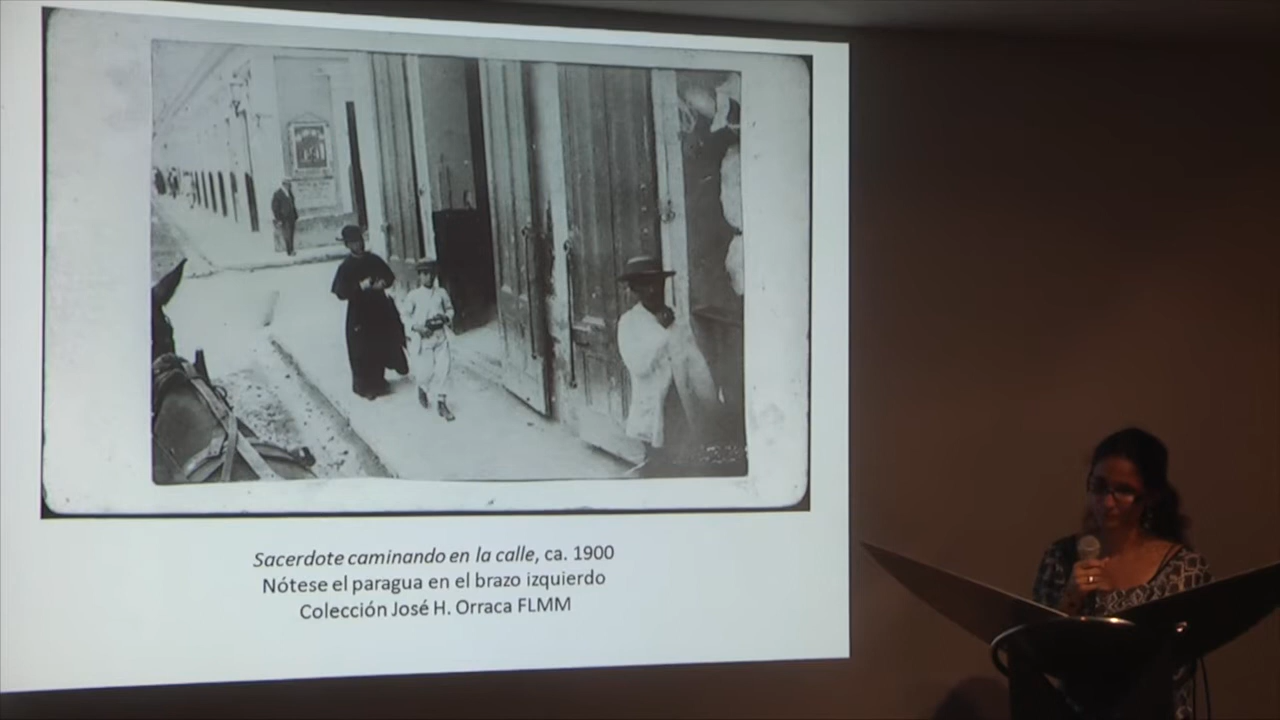 Sacerdote caminando en la calle, ca. 1900
Nótese el paragua en el brazo izquierdo
Colección José H. Orraca FLMM